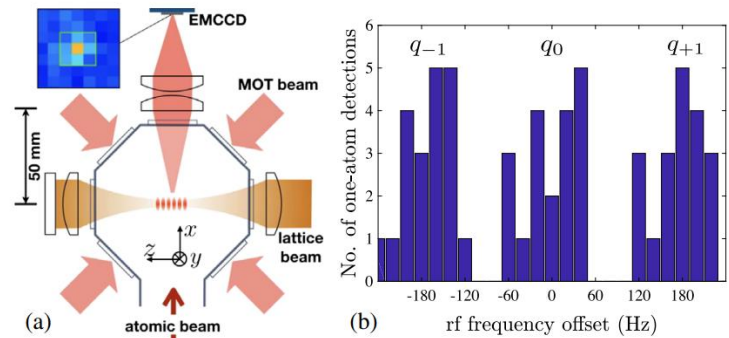 EMCCD
MOT beam
50 mm
x
z
y
lattice
beam
(a)
atomic beam
No. of one-atom detections
6
5
4
3
2
1
0
q₋₁
q₀
q₊₁
-180 -120 -60 0 60 120 180
(b)
rf frequency offset (Hz)